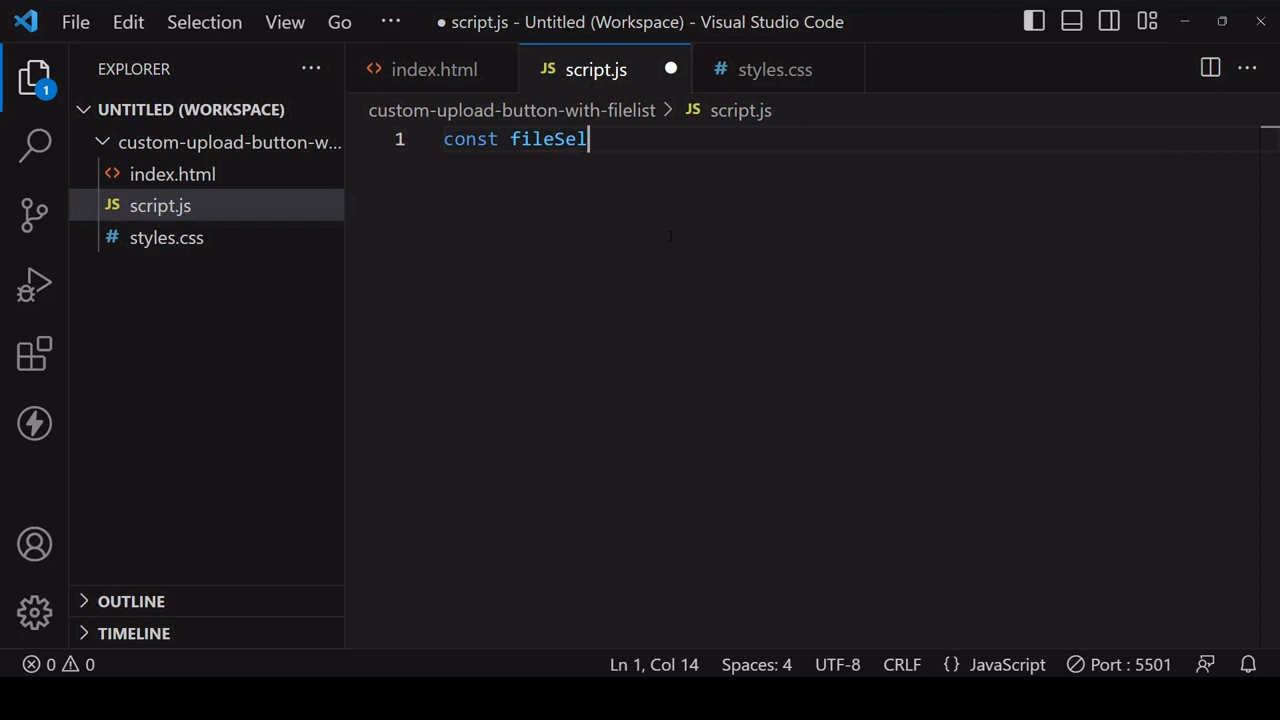 File Edit Selection View Go ··· ● script.js - Untitled (Workspace) - Visual Studio Code
EXPLORER ···
<> index.html
JS script.js ●
# styles.css
···
1
UNTITLED (WORKSPACE)
custom-upload-button-with-filelist > JS script.js
custom-upload-button-w...
1 const fileSel
<> index.html
JS script.js
# styles.css
OUTLINE
TIMELINE
0 0 Ln 1, Col 14 Spaces: 4 UTF-8 CRLF {} JavaScript Port : 5501